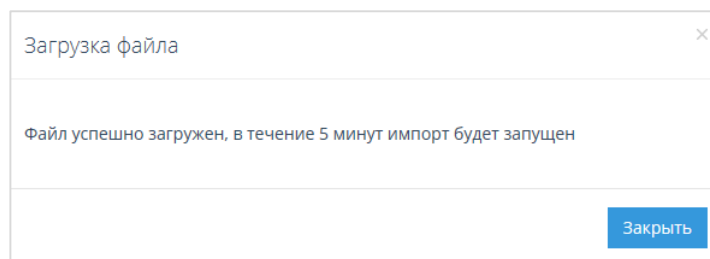 Загрузка файла
Файл успешно загружен, в течение 5 минут импорт будет запущен
Закрыть